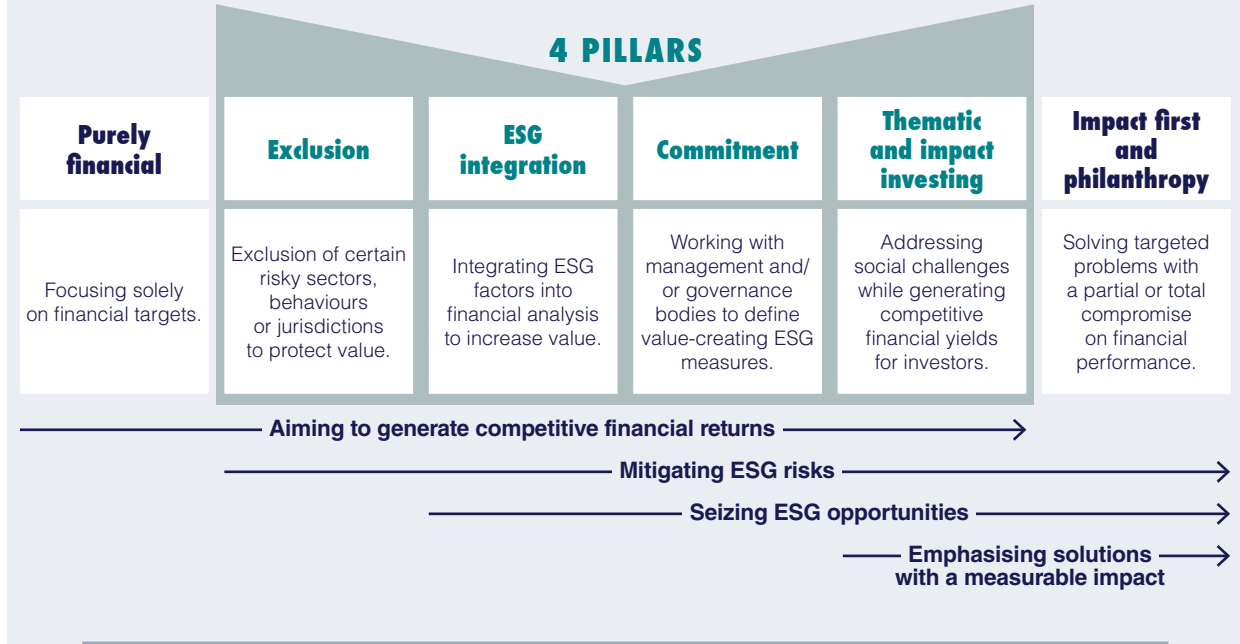 4 PILLARS
Purely
financial
Exclusion
ESG
integration
Commitment
Thematic
and impact
investing
Impact first
and
philanthropy
Focusing solely
on financial targets.
Exclusion of certain
risky sectors,
behaviours
or jurisdictions
to protect value.
Integrating ESG
factors into
financial analysis
to increase value.
Working with
management and/
or governance
bodies to define
value-creating ESG
measures.
Addressing
social challenges
while generating
competitive
financial yields
for investors.
Solving targeted
problems with
a partial or total
compromise
on financial
performance.
Aiming to generate competitive financial returns
Mitigating ESG risks
Seizing ESG opportunities
Emphasising solutions
with a measurable impact